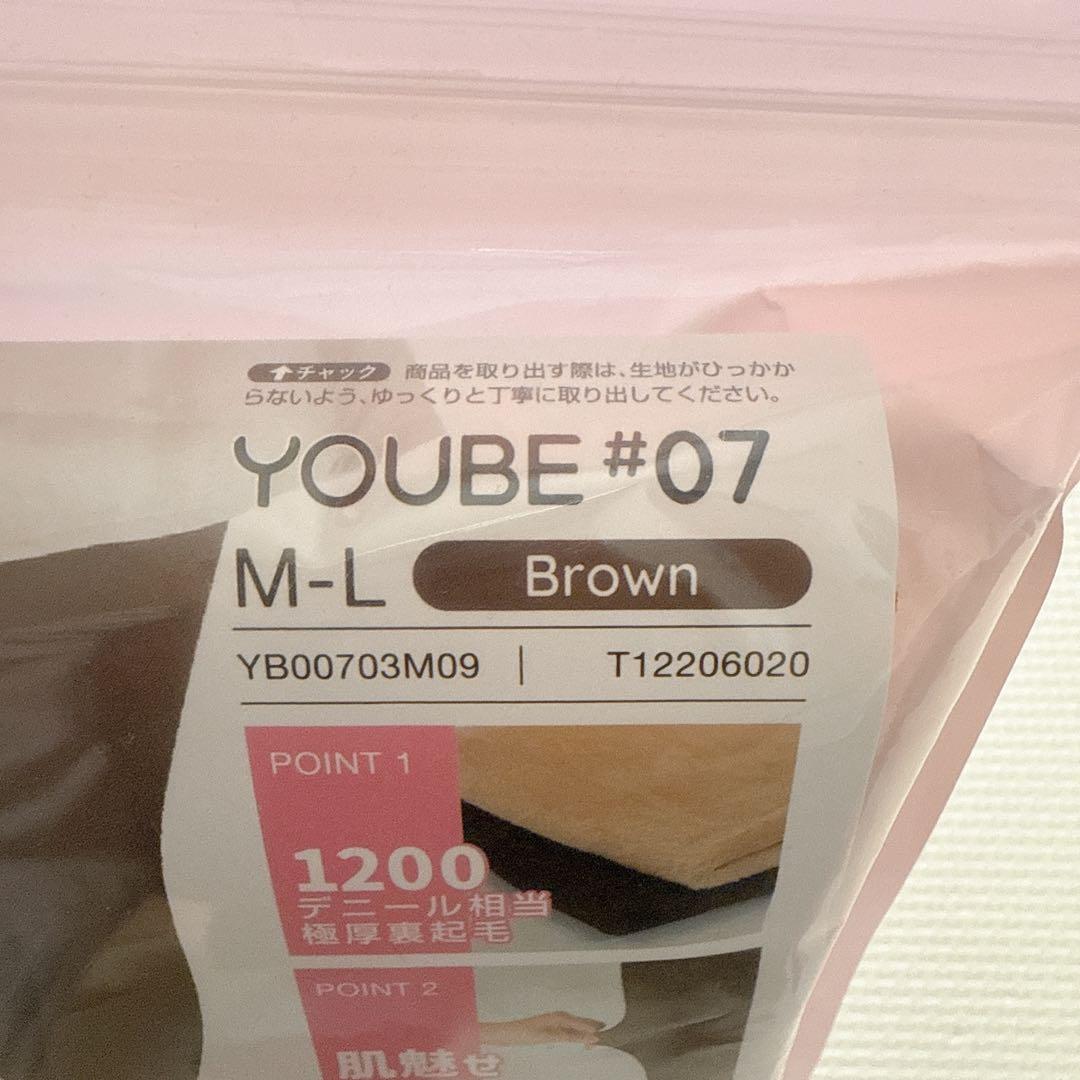 ↑チャック 商品を取り出す際は、生地がひっかか
らないよう、ゆっくりと丁寧に取り出してください。
YOUBE #07
M-L Brown
YB00703M09 | T12206020
POINT 1
1200
デニール相当
極厚裏起毛
POINT 2
肌魅せ